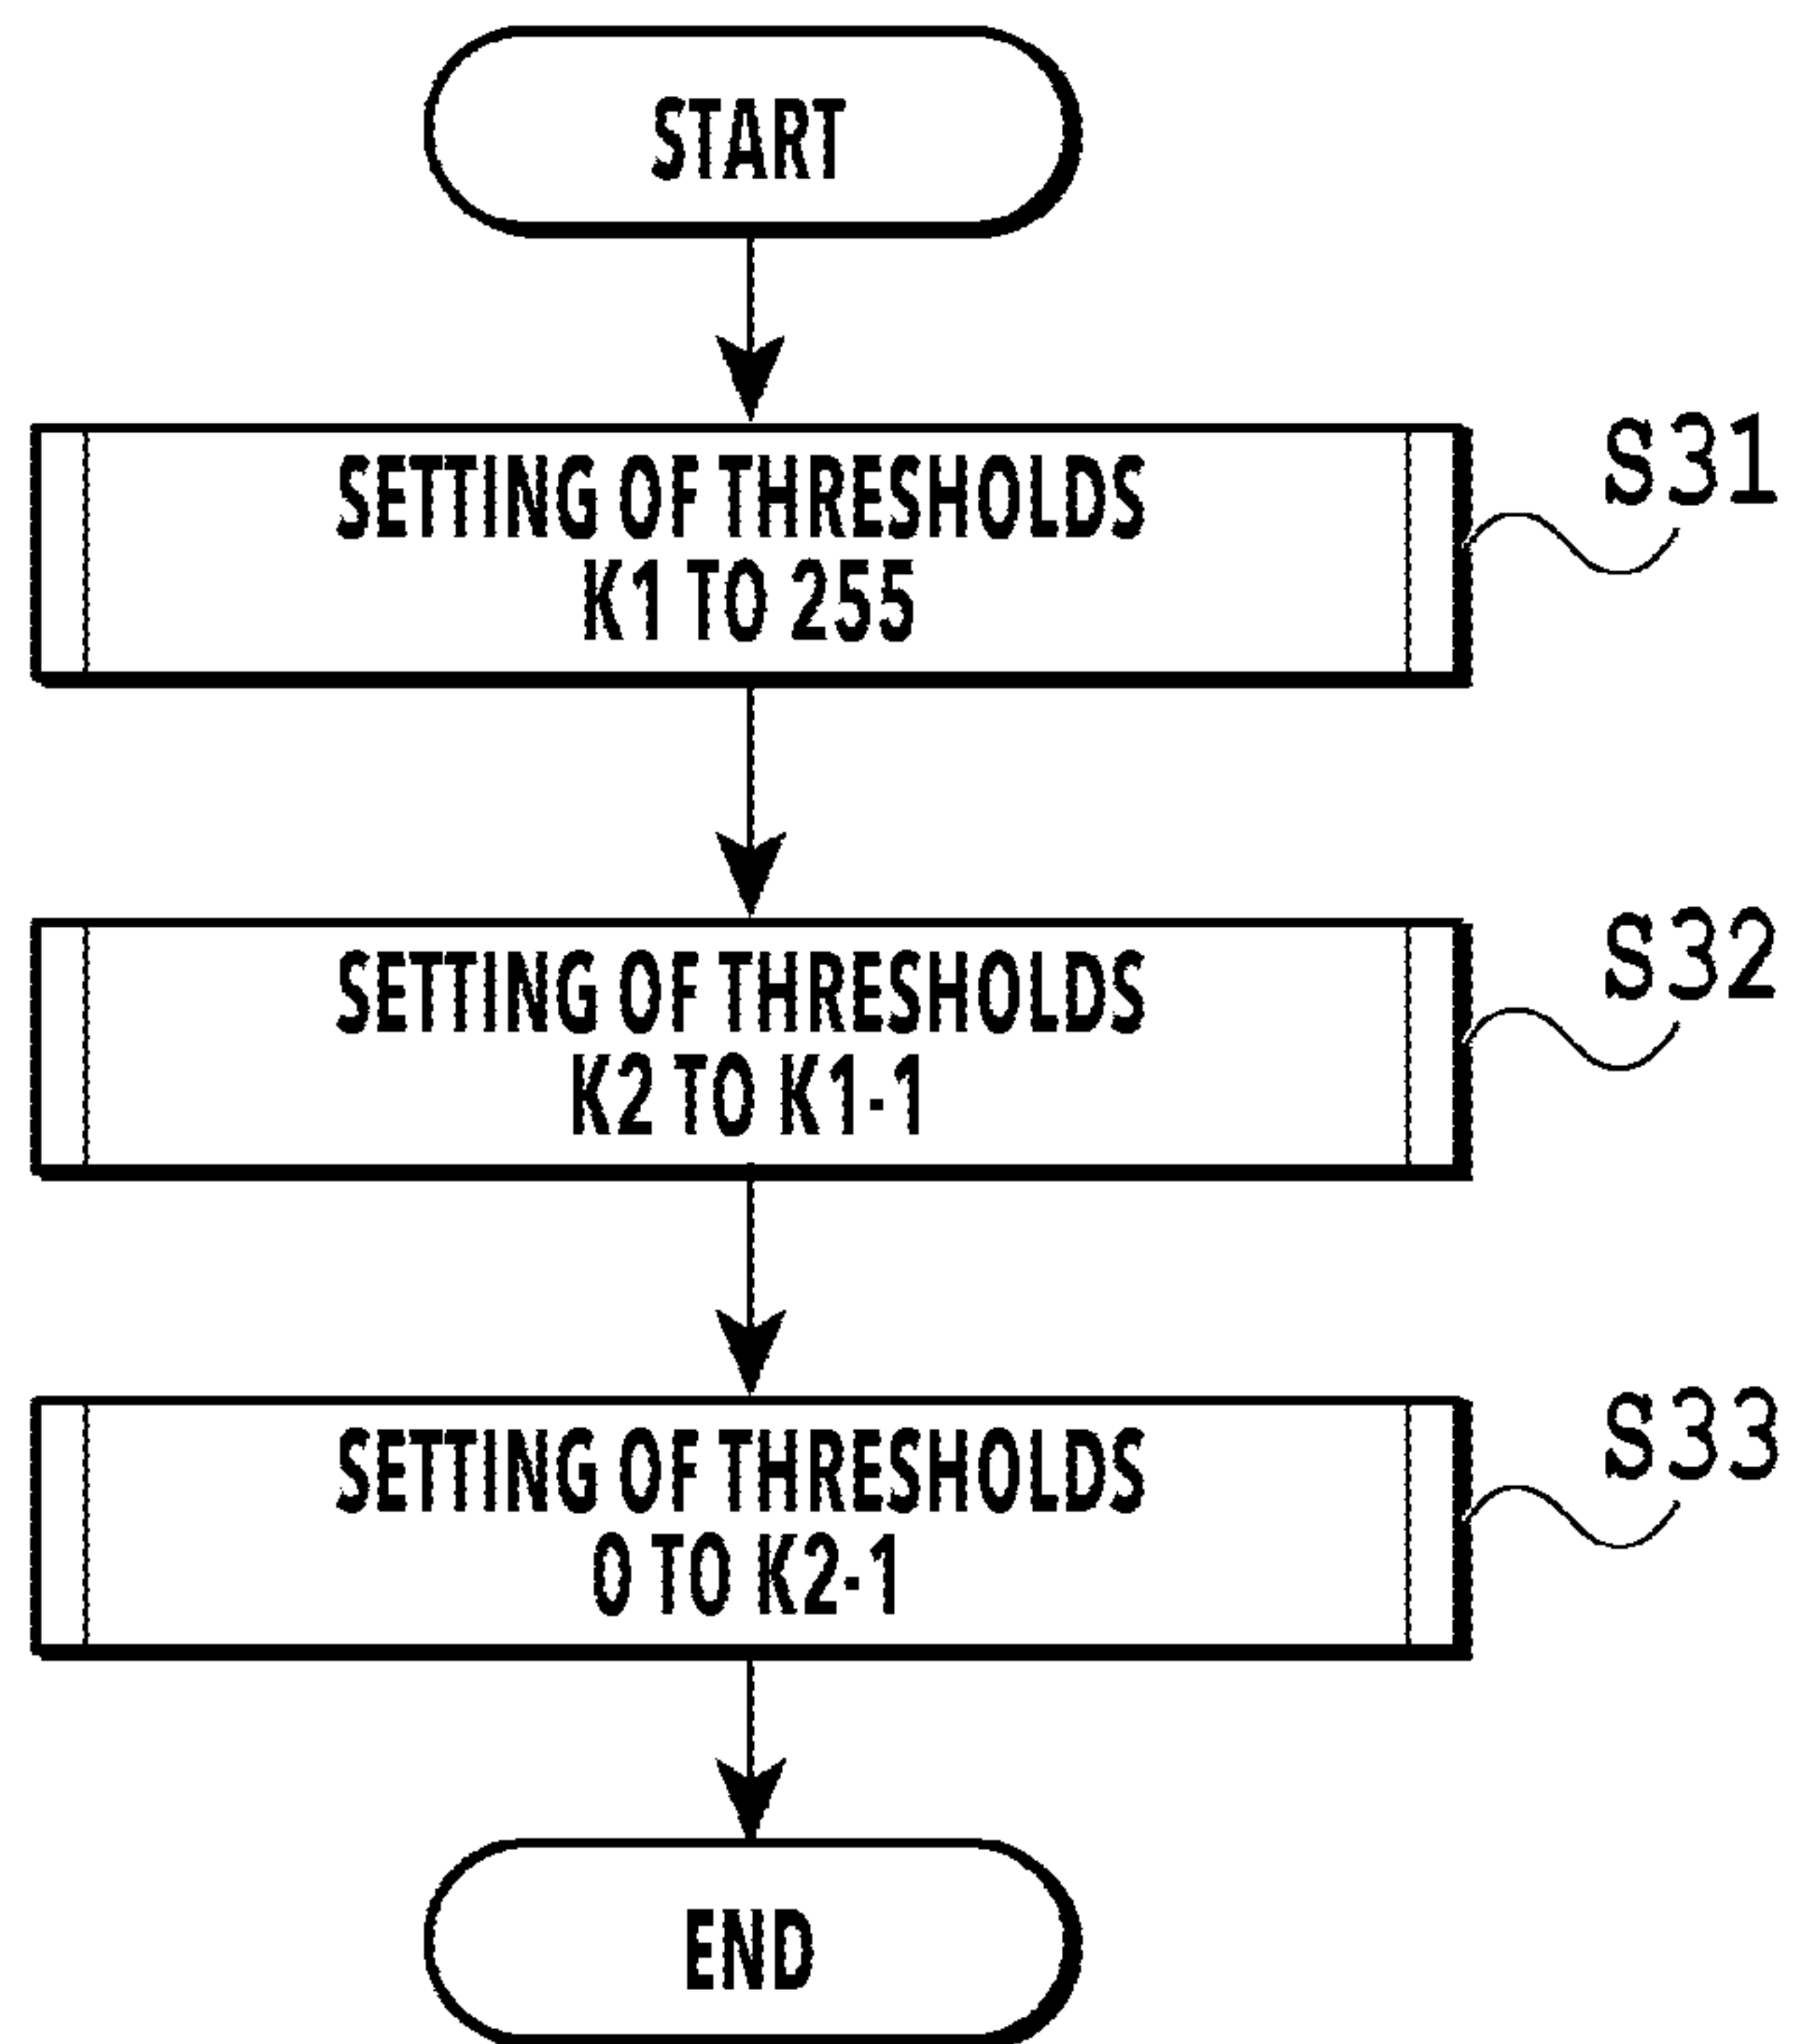 START
SETTING OF THRESHOLDS
K1 TO 255
S31
SETTING OF THRESHOLDS
K2 TO K1-1
S32
SETTING OF THRESHOLDS
0 TO K2-1
S33
END